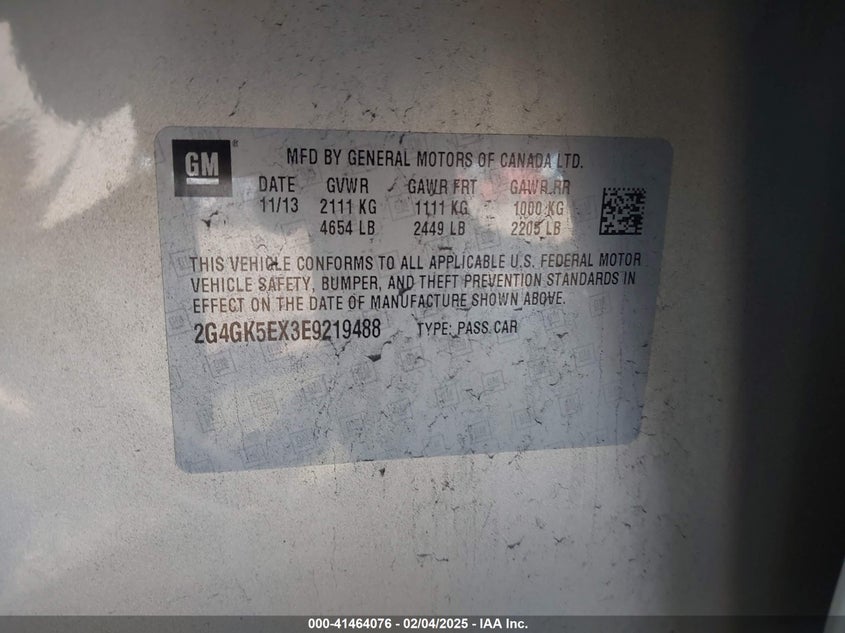 GM ®
MFD BY GENERAL MOTORS OF CANADA LTD.
DATE GVWR GAWR FRT GAWR RR
11/13 2111 KG 1111 KG 1000 KG
4654 LB 2449 LB 2205 LB
THIS VEHICLE CONFORMS TO ALL APPLICABLE U.S. FEDERAL MOTOR
VEHICLE SAFETY, BUMPER, AND THEFT PREVENTION STANDARDS IN
EFFECT ON THE DATE OF MANUFACTURE SHOWN ABOVE.
2G4GK5EX3E9219488 TYPE: PASS CAR
000-41464076 - 02/04/2025 - IAA Inc.